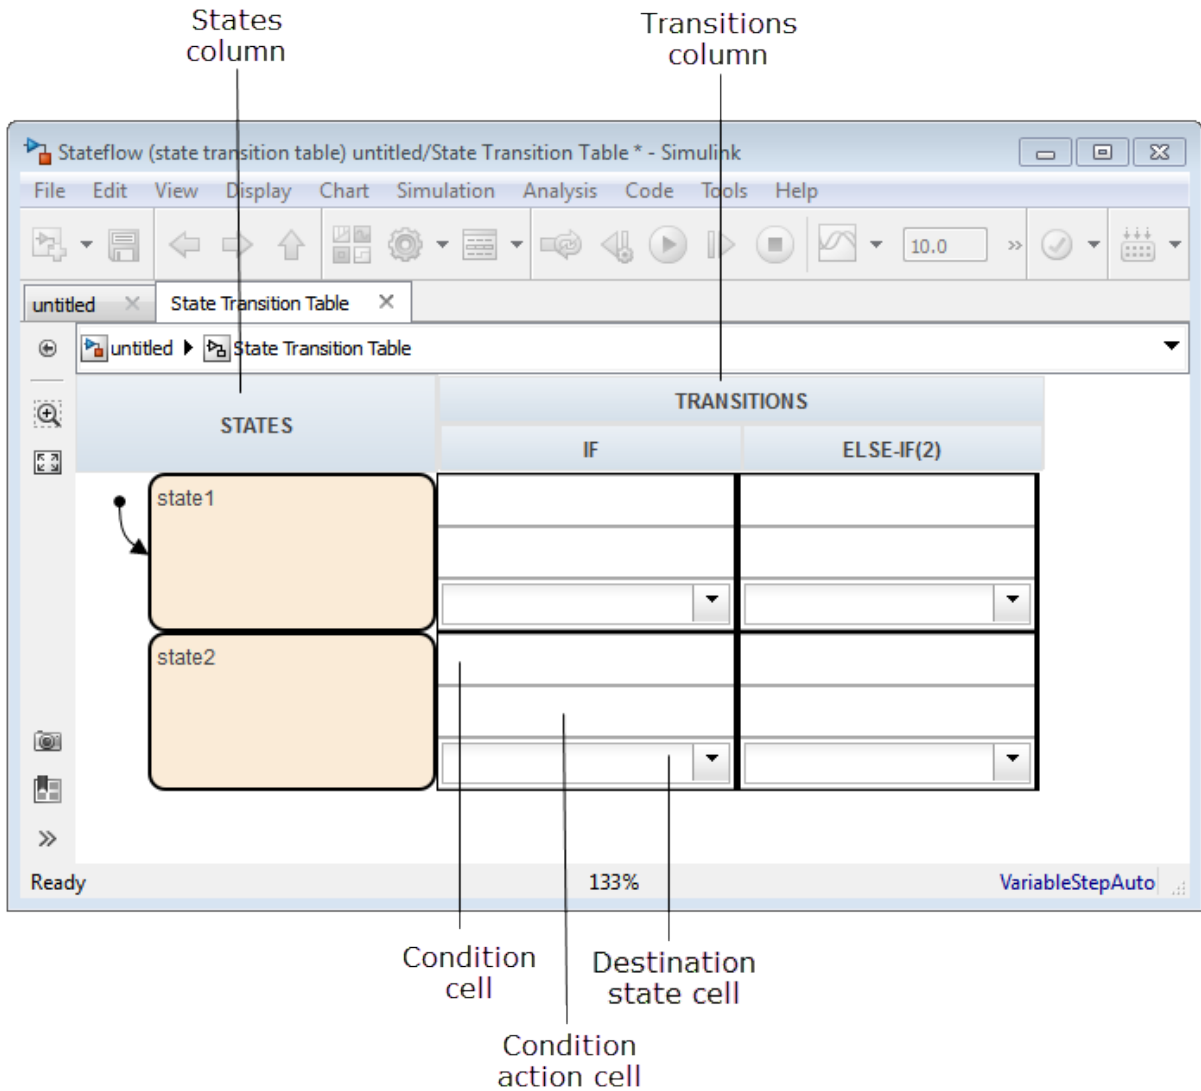 States
column
Transitions
column
Stateflow (state transition table) untitled/State Transition Table * - Simulink
File Edit View Display Chart Simulation Analysis Code Tools Help
10.0 »
untitled State Transition Table
untitled State Transition Table
STATES
TRANSITIONS
IF ELSE-IF(2)
state1
state2
Ready 133% VariableStepAuto
Condition
cell
Destination
state cell
Condition
action cell